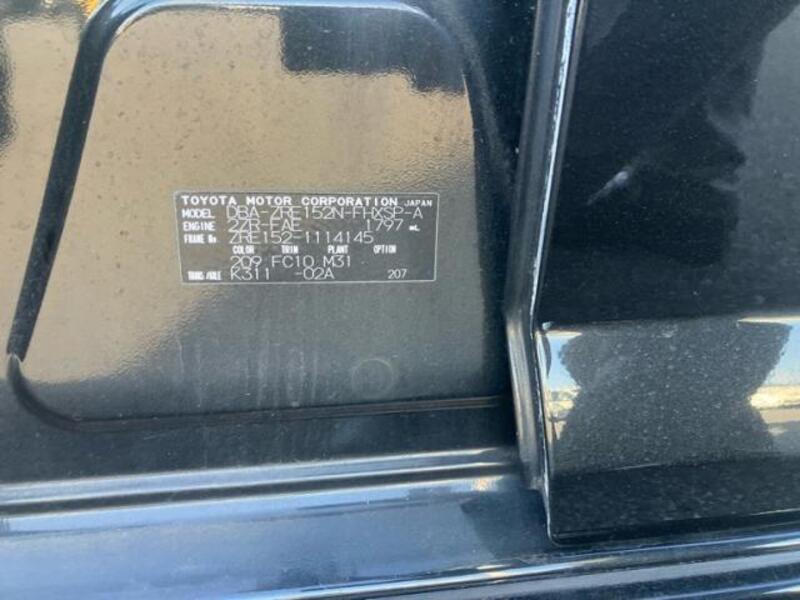 TOYOTA MOTOR CORPORATION JAPAN
MODEL DBA-ZRE152N-FHXSP-A
ENGINE 2ZR-FAE 1797 mL
FRAME No. ZRE152-1114145
COLOR TRIM PLANT OPTION
209 FC10 M31
TRANS/AXLE K311 -02A 207